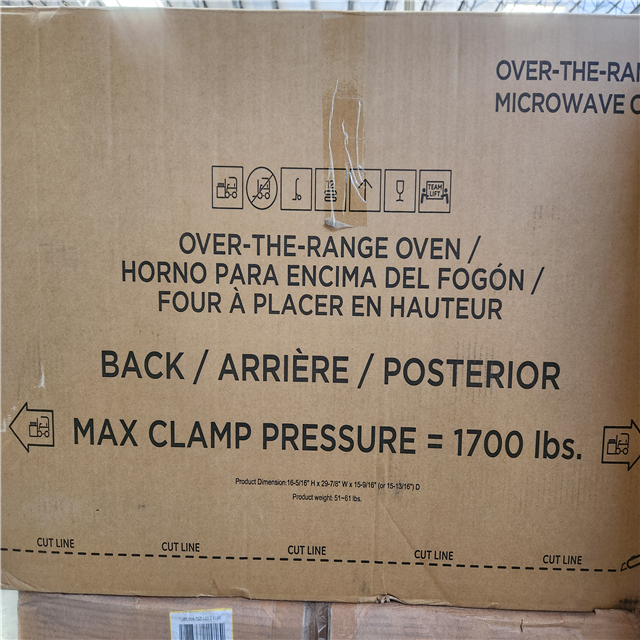 OVER-THE-RAN
MICROWAVE O
TEAM
LIFT
OVER-THE-RANGE OVEN /
HORNO PARA ENCIMA DEL FOGÓN /
FOUR À PLACER EN HAUTEUR
BACK / ARRIÈRE / POSTERIOR
MAX CLAMP PRESSURE = 1700 lbs.
Product Dimension:16-5/16" H x 29-7/8" W x 15-9/16" (or 15-13/16") D
Product weight: 51~61 lbs.
CUT LINE CUT LINE CUT LINE CUT LINE CUT LINE